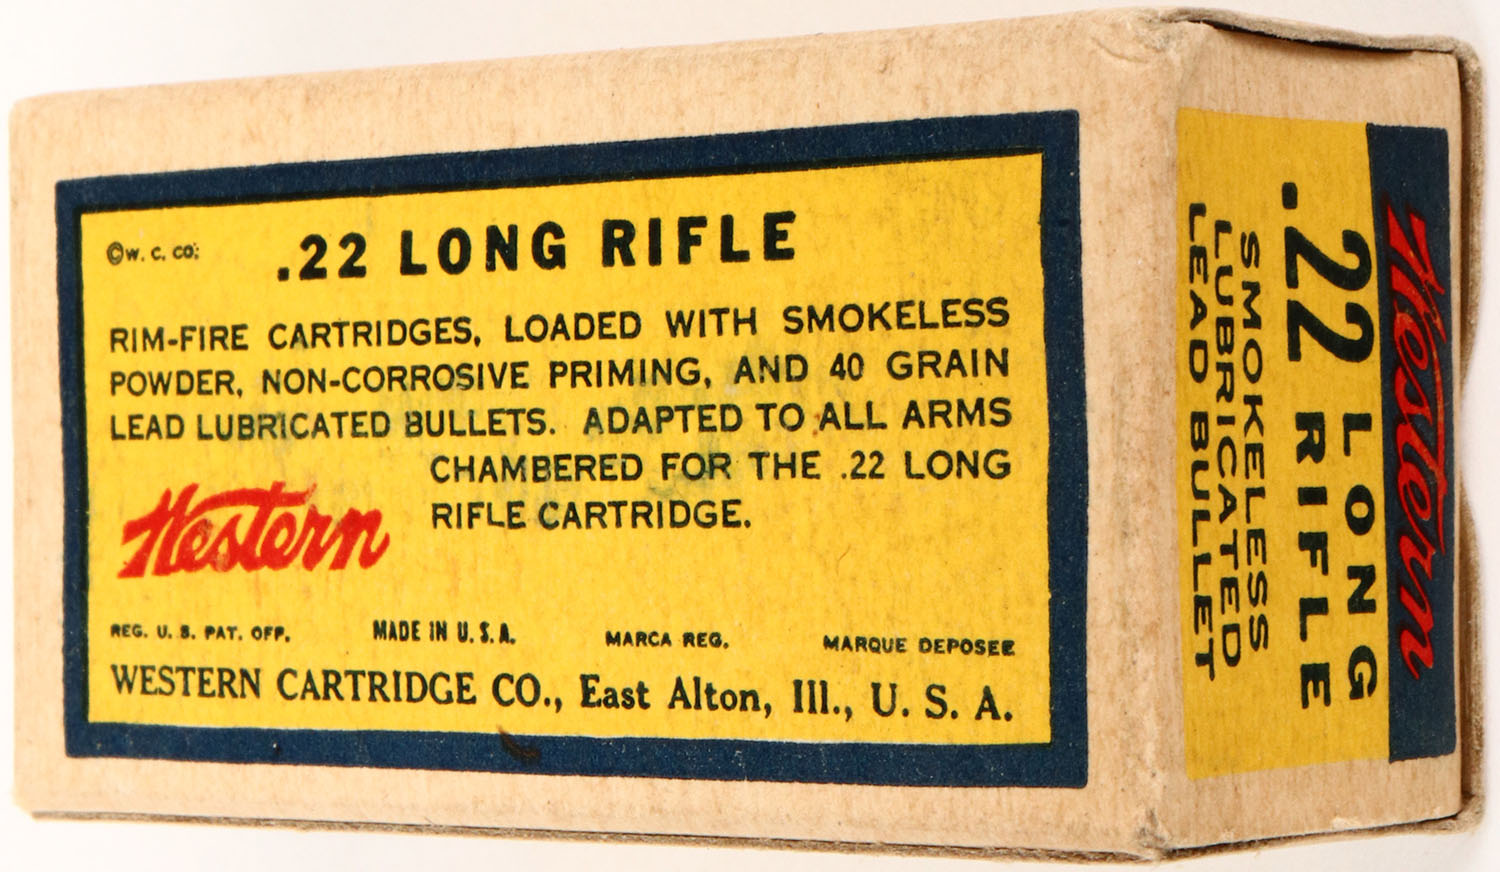 ©W. C. CO.
.22 LONG RIFLE
RIM-FIRE CARTRIDGES, LOADED WITH SMOKELESS
POWDER, NON-CORROSIVE PRIMING, AND 40 GRAIN
LEAD LUBRICATED BULLETS. ADAPTED TO ALL ARMS
CHAMBERED FOR THE .22 LONG
RIFLE CARTRIDGE.
Western
REG. U. S. PAT. OFF. MADE IN U.S.A. MARCA REG. MARQUE DEPOSEE
WESTERN CARTRIDGE CO., East Alton, Ill., U. S. A.
Western
.22 LONG
RIFLE
SMOKELESS
LUBRICATED
LEAD BULLET